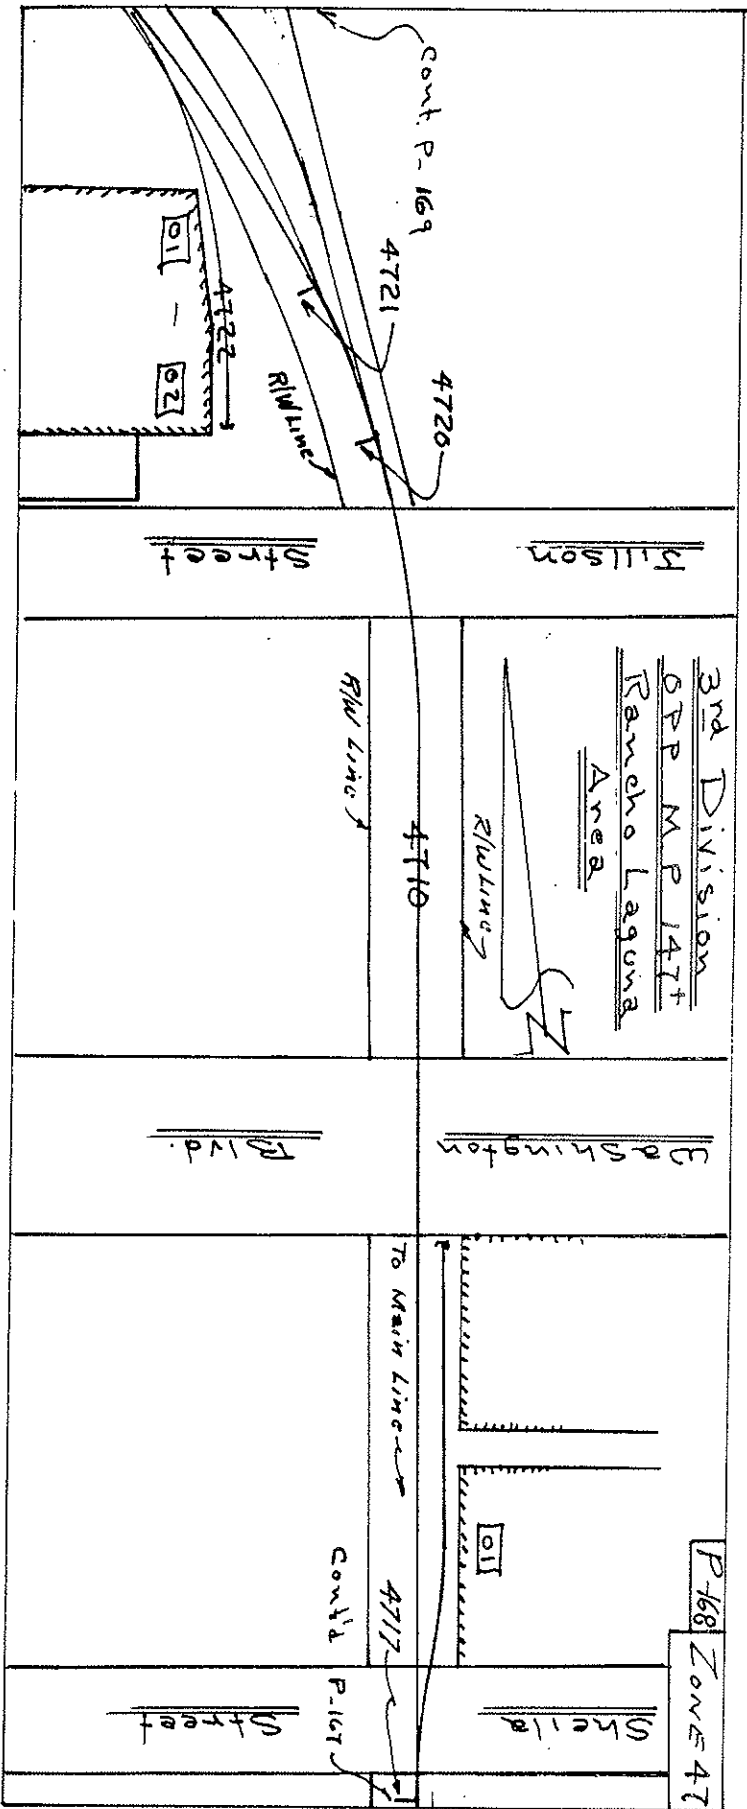 P-168
ZONE 47
3rd Division
OPP MP 147+
Rancho Laguna
Area
Cont. P-169
4721
4720
01 - 02
4722
R/W Line
Jillson Street
R/W Line
4710
R/W Line
Washington Blvd.
To Main Line
01
4717
Cont'd P-167
Sheila Street